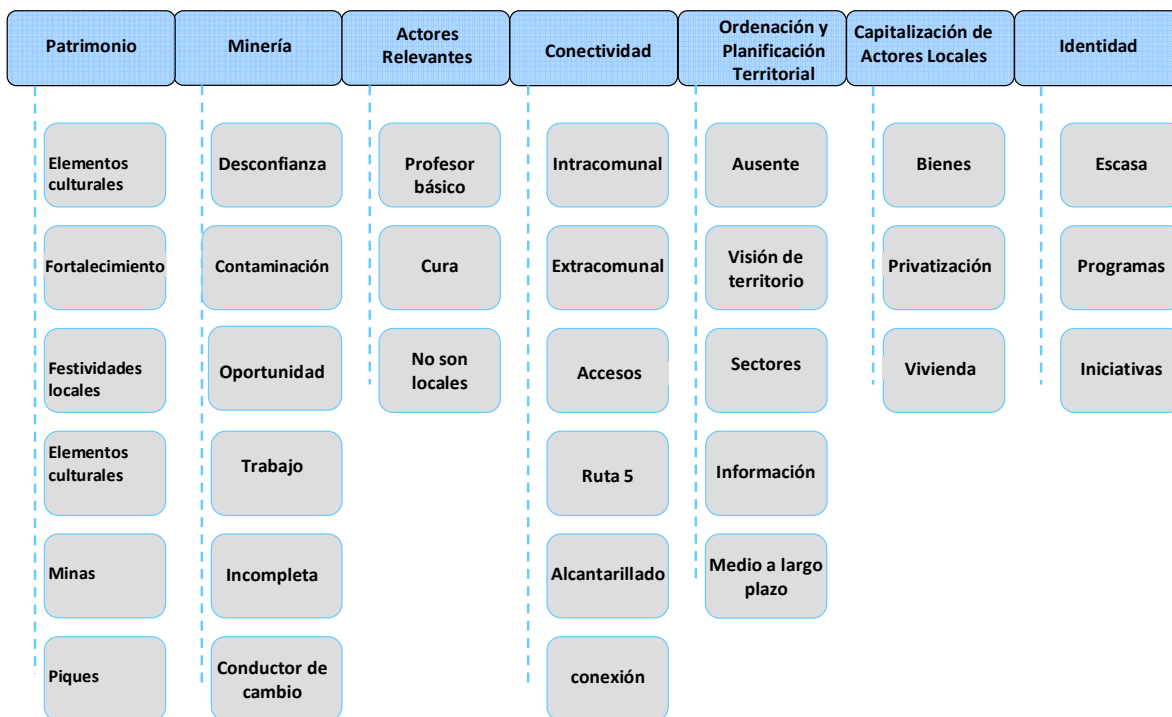 Patrimonio
Minería
Actores
Relevantes
Conectividad
Ordenación y
Planificación
Territorial
Capitalización de
Actores Locales
Identidad
Elementos
culturales
Fortalecimiento
Festividades
locales
Elementos
culturales
Minas
Piques
Desconfianza
Contaminación
Oportunidad
Trabajo
Incompleta
Conductor de
cambio
Profesor
básico
Cura
No son
locales
Intracomunal
Extracomunal
Accesos
Ruta 5
Alcantarillado
conexión
Ausente
Visión de
territorio
Sectores
Información
Medio a largo
plazo
Bienes
Privatización
Vivienda
Escasa
Programas
Iniciativas